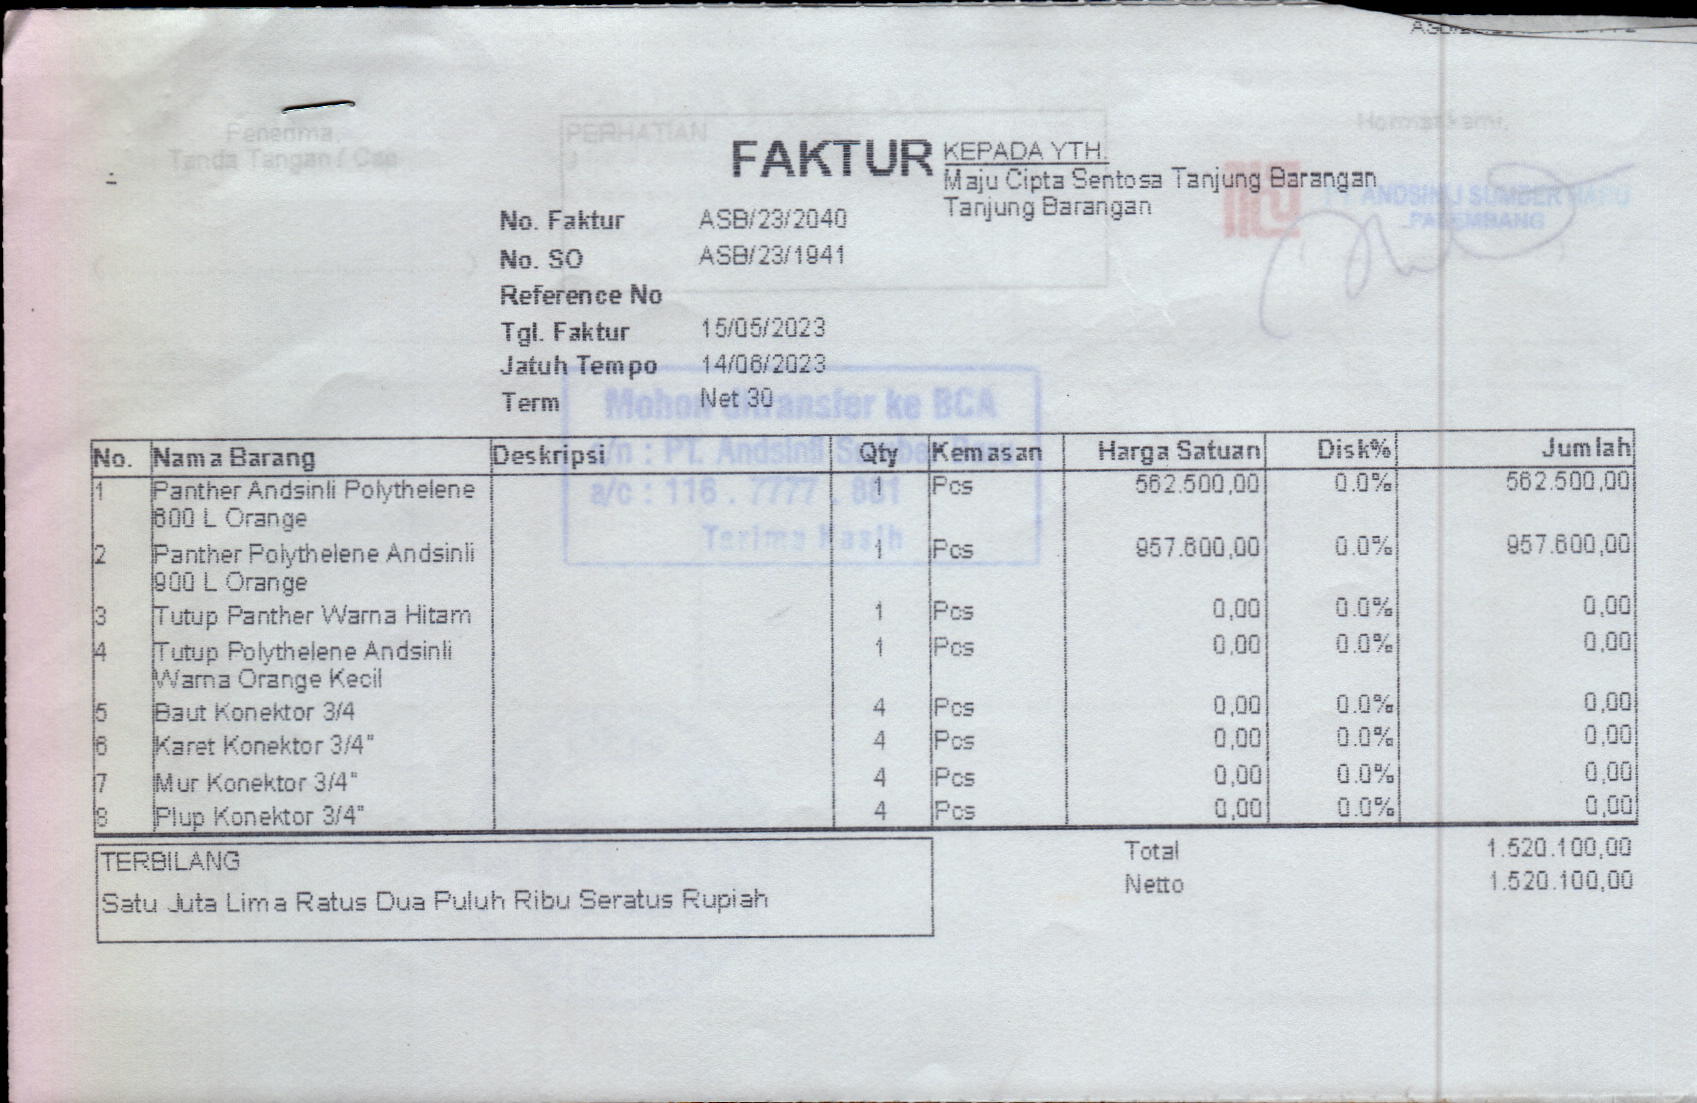 Penerima,
Tanda Tangan / Cap
PERHATIAN
Hormat kami,
FAKTUR
KEPADA YTH.
Maju Cipta Sentosa Tanjung Barangan
Tanjung Barangan
PT ANDSINLI SUMBER BARU
PALEMBANG
No. Faktur ASB/23/2040
No. SO ASB/23/1941
Reference No
Tgl. Faktur 15/05/2023
Jatuh Tempo 14/06/2023
Term Net 30
Mohon ditransfer ke BCA
a/n : PT. Andsinli Sumber Baru
a/c : 116 . 7777 . 881
Terima Kasih
No. Nama Barang Deskripsi Qty Kemasan Harga Satuan Disk% Jumlah
1 Panther Andsinli Polythelene 1 Pcs 562.500,00 0.0% 562.500,00
600 L Orange
2 Panther Polythelene Andsinli 1 Pcs 957.600,00 0.0% 957.600,00
900 L Orange
3 Tutup Panther Warna Hitam 1 Pcs 0,00 0.0% 0,00
4 Tutup Polythelene Andsinli 1 Pcs 0,00 0.0% 0,00
Warna Orange Kecil
5 Baut Konektor 3/4 4 Pcs 0,00 0.0% 0,00
6 Karet Konektor 3/4" 4 Pcs 0,00 0.0% 0,00
7 Mur Konektor 3/4" 4 Pcs 0,00 0.0% 0,00
8 Plup Konektor 3/4" 4 Pcs 0,00 0.0% 0,00
TERBILANG
Satu Juta Lima Ratus Dua Puluh Ribu Seratus Rupiah
Total 1.520.100,00
Netto 1.520.100,00